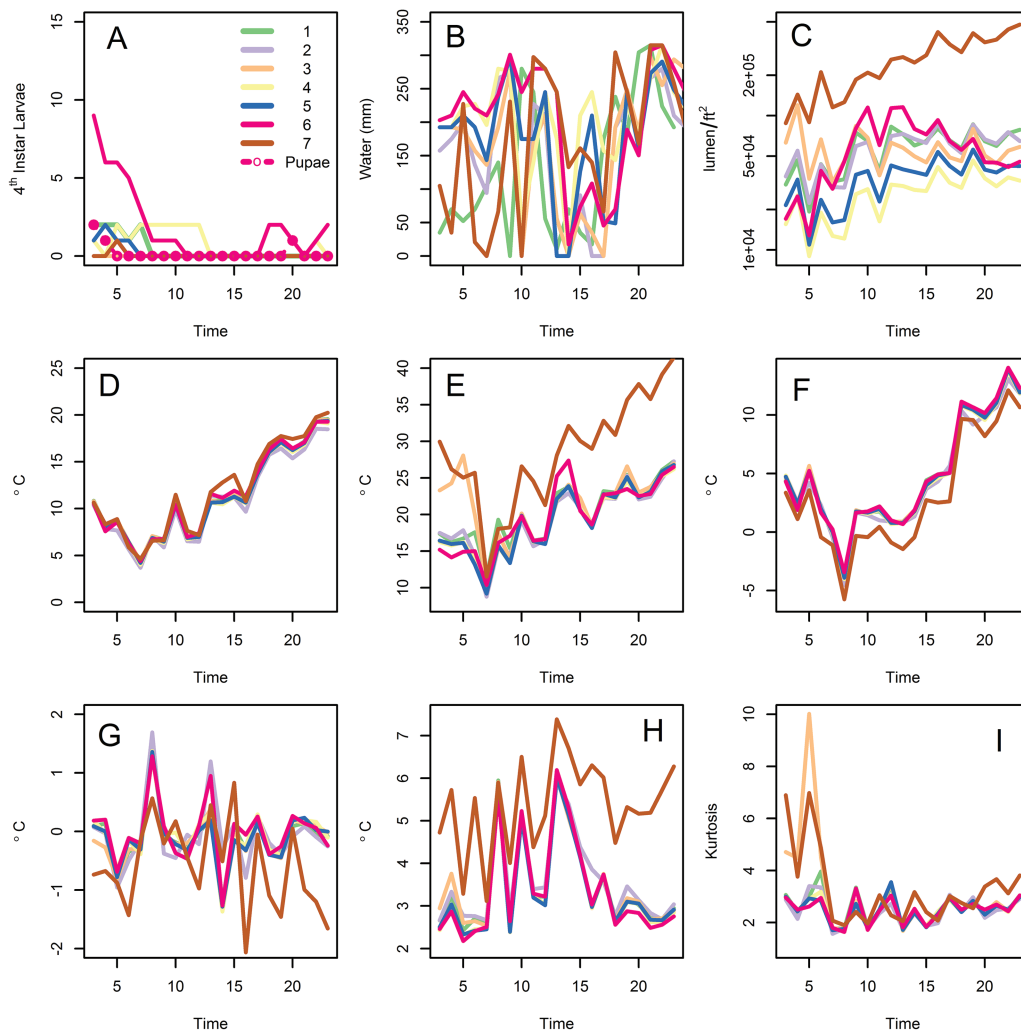 A
15
10
5
0
4th Instar Larvae
1
2
3
4
5
6
7
o Pupae
5 10 15 20
Time
B
350
250
150
50
0
Water (mm)
5 10 15 20
Time
C
2e+05
5e+04
1e+04
lumen/ft²
5 10 15 20
Time
D
25
20
15
10
5
0
° C
5 10 15 20
Time
E
40
35
30
25
20
15
10
° C
5 10 15 20
Time
F
10
5
0
-5
° C
5 10 15 20
Time
G
2
1
0
-1
-2
° C
5 10 15 20
Time
H
7
6
5
4
3
2
° C
5 10 15 20
Time
I
10
8
6
4
2
Kurtosis
5 10 15 20
Time